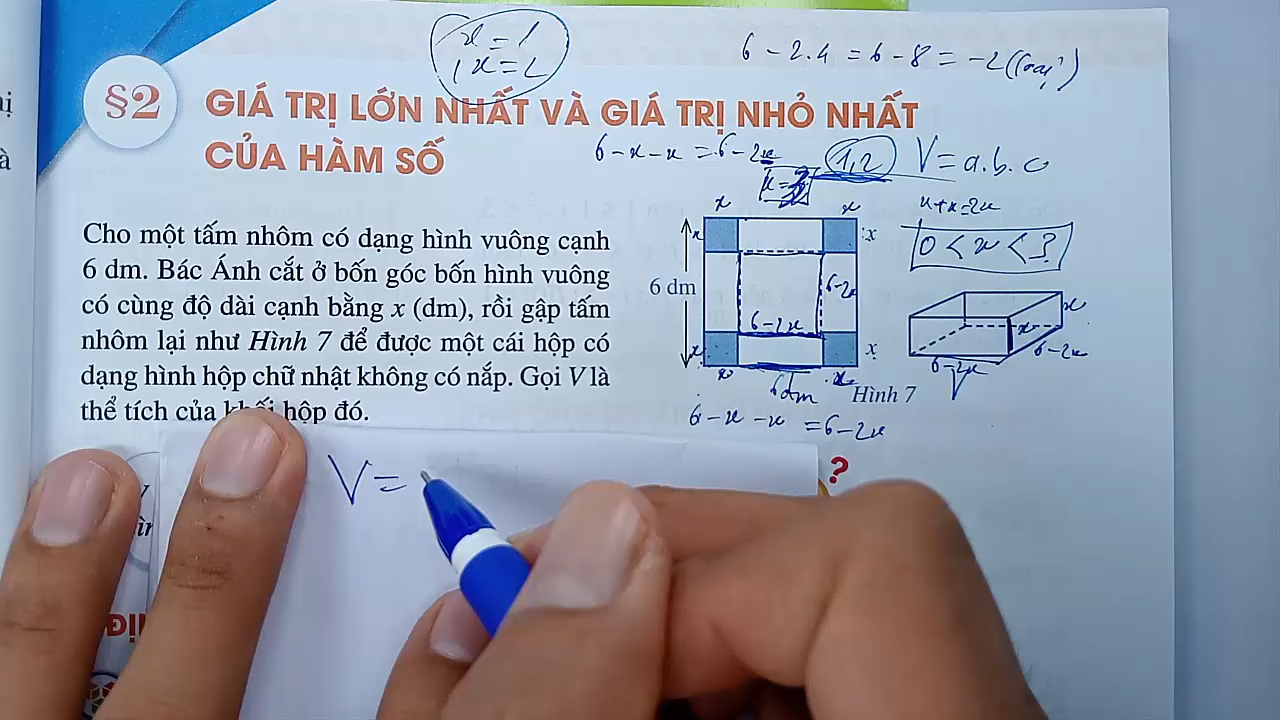 x = 1
x = 2
6 - 2.4 = 6 - 8 = -2
§2
GIÁ TRỊ LỚN NHẤT VÀ GIÁ TRỊ NHỎ NHẤT
CỦA HÀM SỐ
6 - x - x = 6 - 2x
1,2
V = a.b.c
x =
x + x = 2x
0 < x < ?
Cho một tấm nhôm có dạng hình vuông cạnh
6 dm. Bác Ánh cắt ở bốn góc bốn hình vuông
có cùng độ dài cạnh bằng x (dm), rồi gập tấm
nhôm lại như Hình 7 để được một cái hộp có
dạng hình hộp chữ nhật không có nắp. Gọi V là
thể tích của khối hộp đó.
x
x
x
x
6 dm
6-2x
6-2x
x
x
x
x
6dm
x
x
6-2x
6-2x
V
Hình 7
6 - x - x = 6 - 2x
?
V =